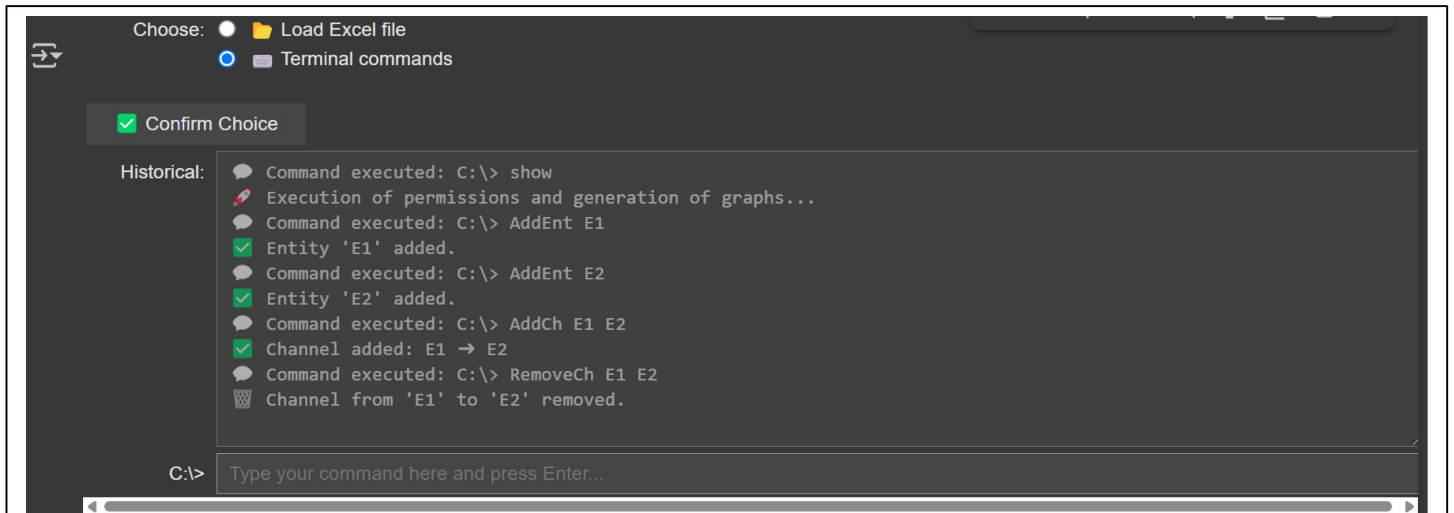 Choose: Load Excel file
Terminal commands
Confirm Choice
Historical:
Command executed: C:\> show
Execution of permissions and generation of graphs...
Command executed: C:\> AddEnt E1
Entity 'E1' added.
Command executed: C:\> AddEnt E2
Entity 'E2' added.
Command executed: C:\> AddCh E1 E2
Channel added: E1 → E2
Command executed: C:\> RemoveCh E1 E2
Channel from 'E1' to 'E2' removed.
C:\> Type your command here and press Enter...